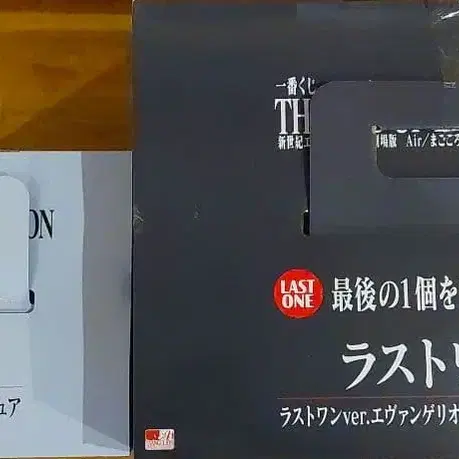 一番くじ
TH
新世紀エ
場版 Air/まごころ
LAST
ONE
最後の1個を
ラスト
ラストワンver.エヴァンゲリオ
ON
ュア